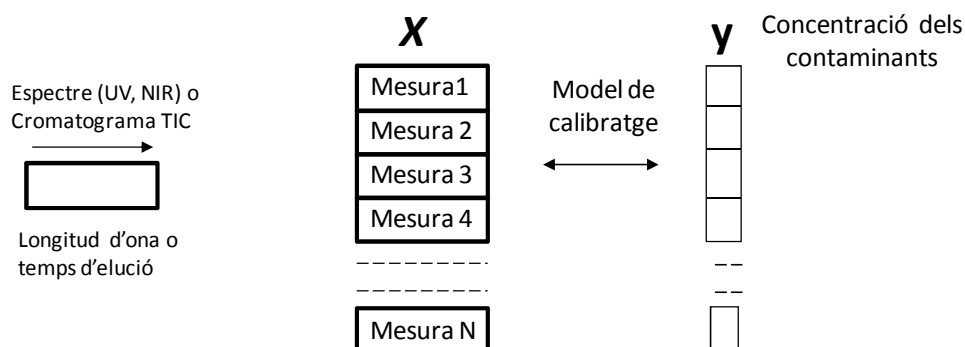 X
y
Concentració dels
contaminants
Espectre (UV, NIR) o
Cromatograma TIC
Mesura1
Mesura 2
Mesura 3
Mesura 4
Model de
calibratge
Longitud d'ona o
temps d'elució
Mesura N